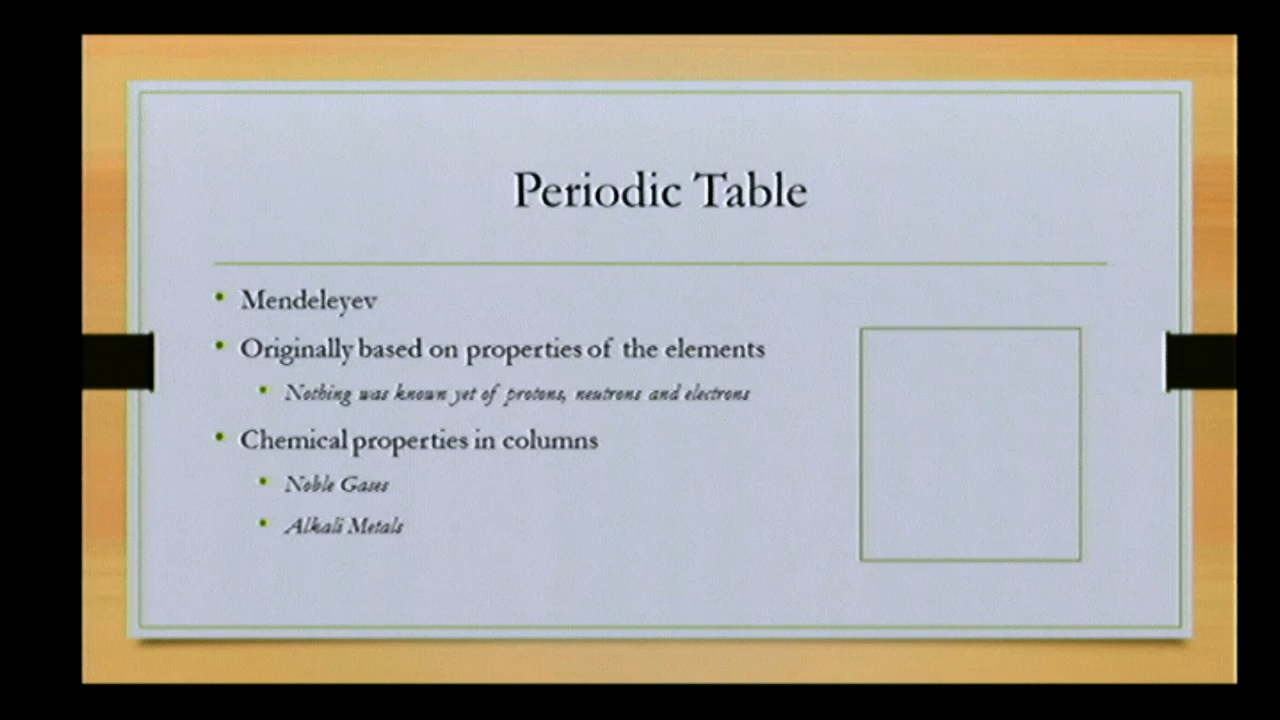 Periodic Table
Mendeleyev
Originally based on properties of the elements
Nothing was known yet of protons, neutrons and electrons
Chemical properties in columns
Noble Gases
Alkali Metals